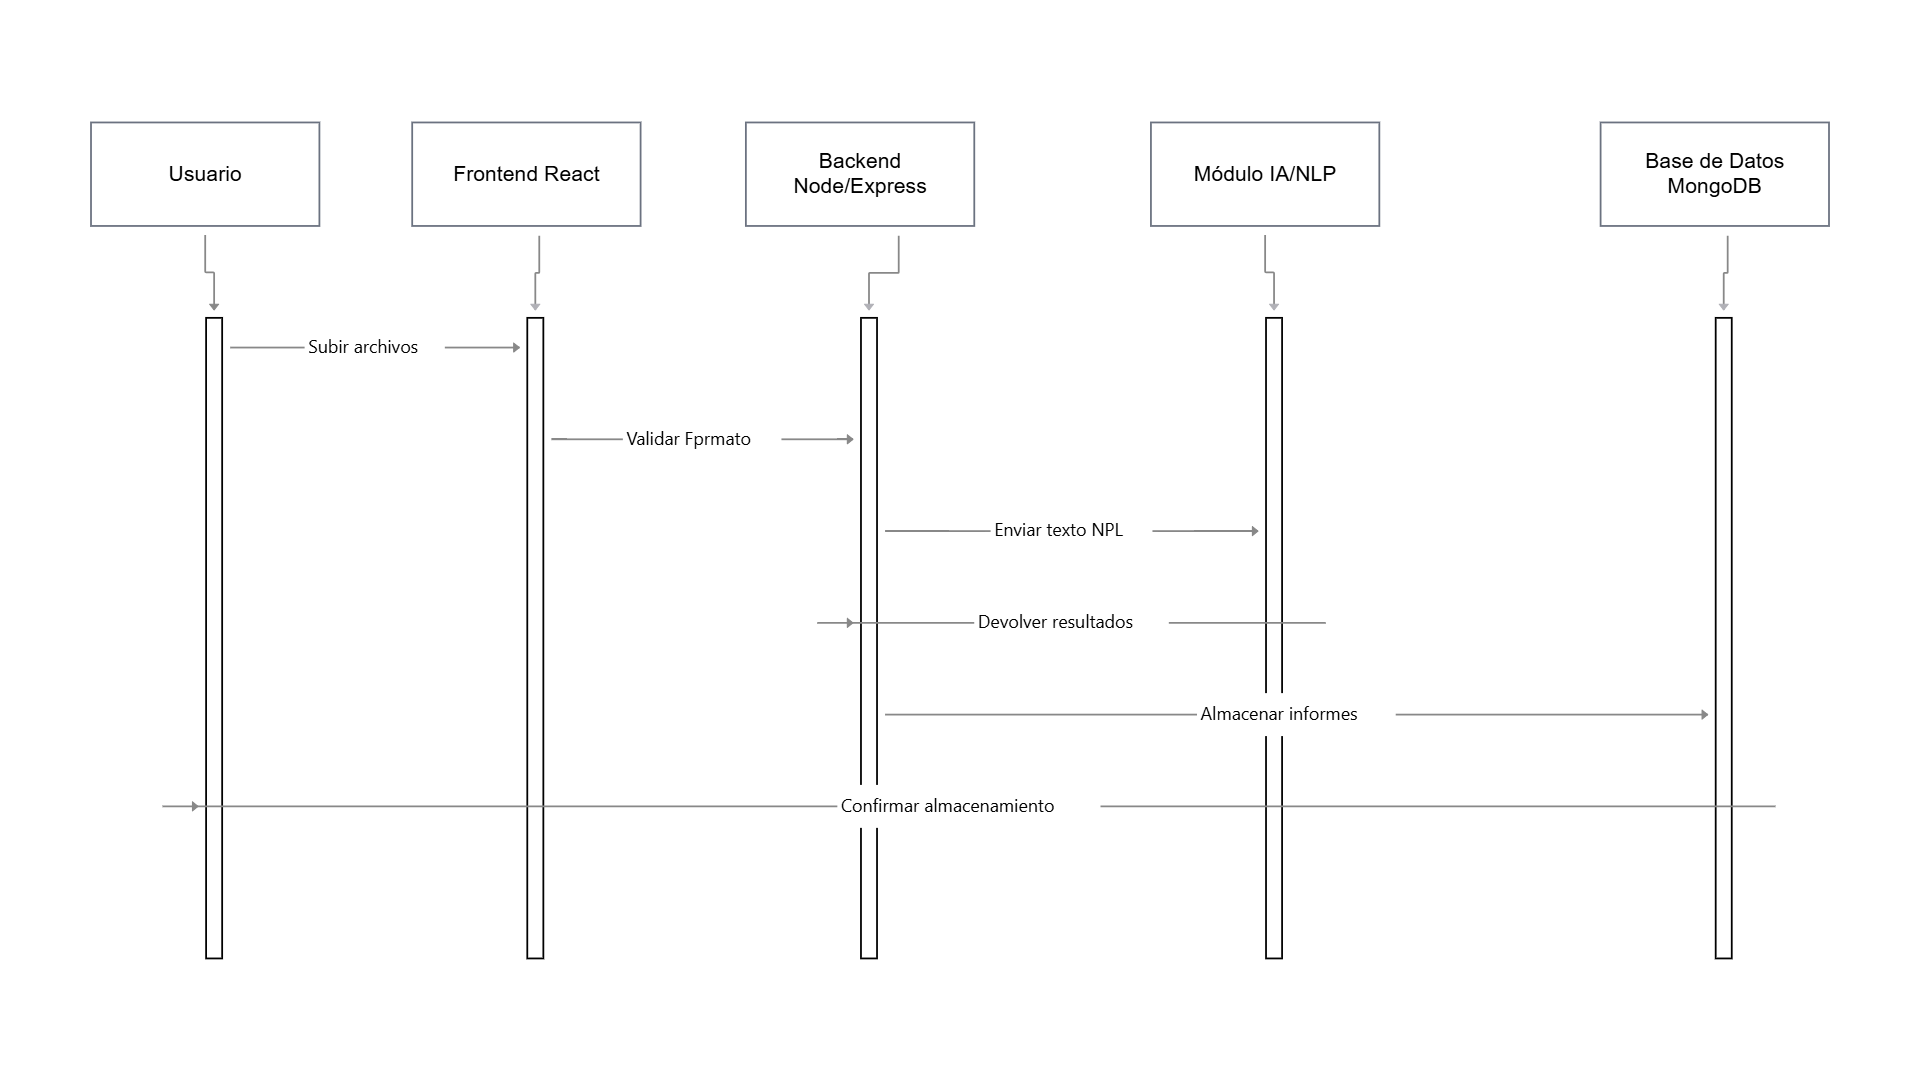 Usuario
Frontend React
Backend
Node/Express
Módulo IA/NLP
Base de Datos
MongoDB
Subir archivos
Validar Fprmato
Enviar texto NPL
Devolver resultados
Almacenar informes
Confirmar almacenamiento